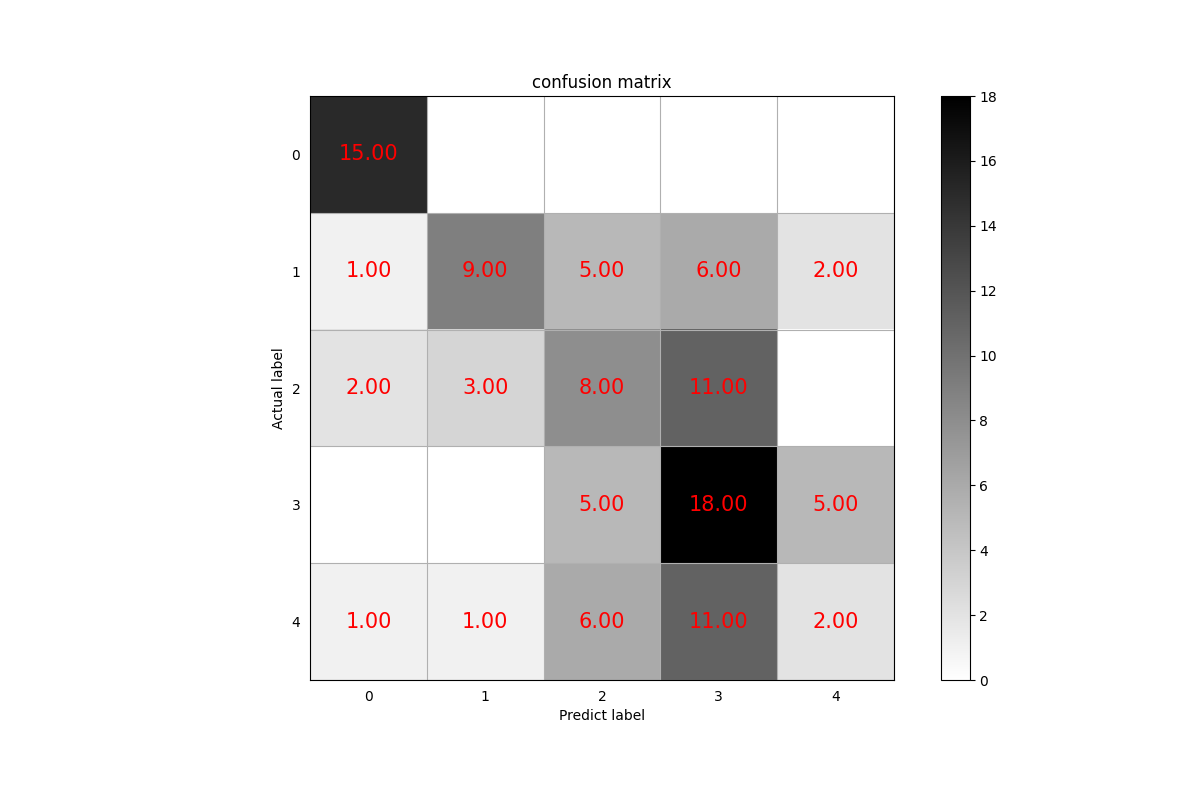 confusion matrix
0 15.00
1 1.00 9.00 5.00 6.00 2.00
2 2.00 3.00 8.00 11.00
3 5.00 18.00 5.00
4 1.00 1.00 6.00 11.00 2.00
0 1 2 3 4
Predict label
Actual label
18
16
14
12
10
8
6
4
2
0